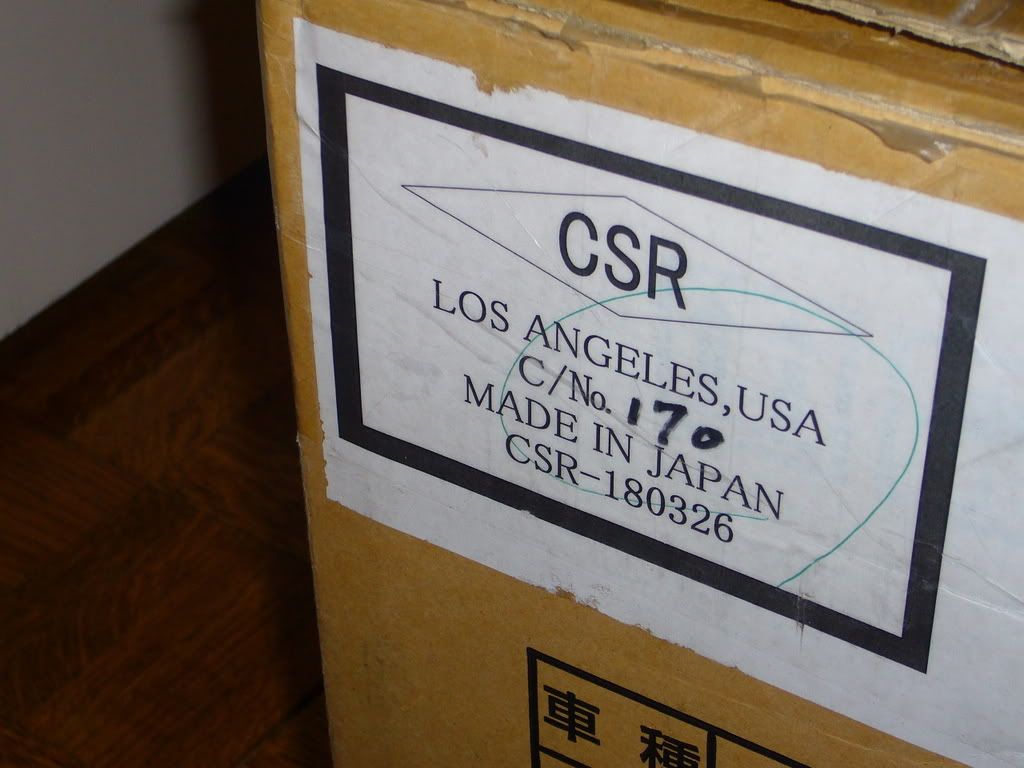 CSR
LOS ANGELES, USA
C/No. 170
MADE IN JAPAN
CSR-180326
車種